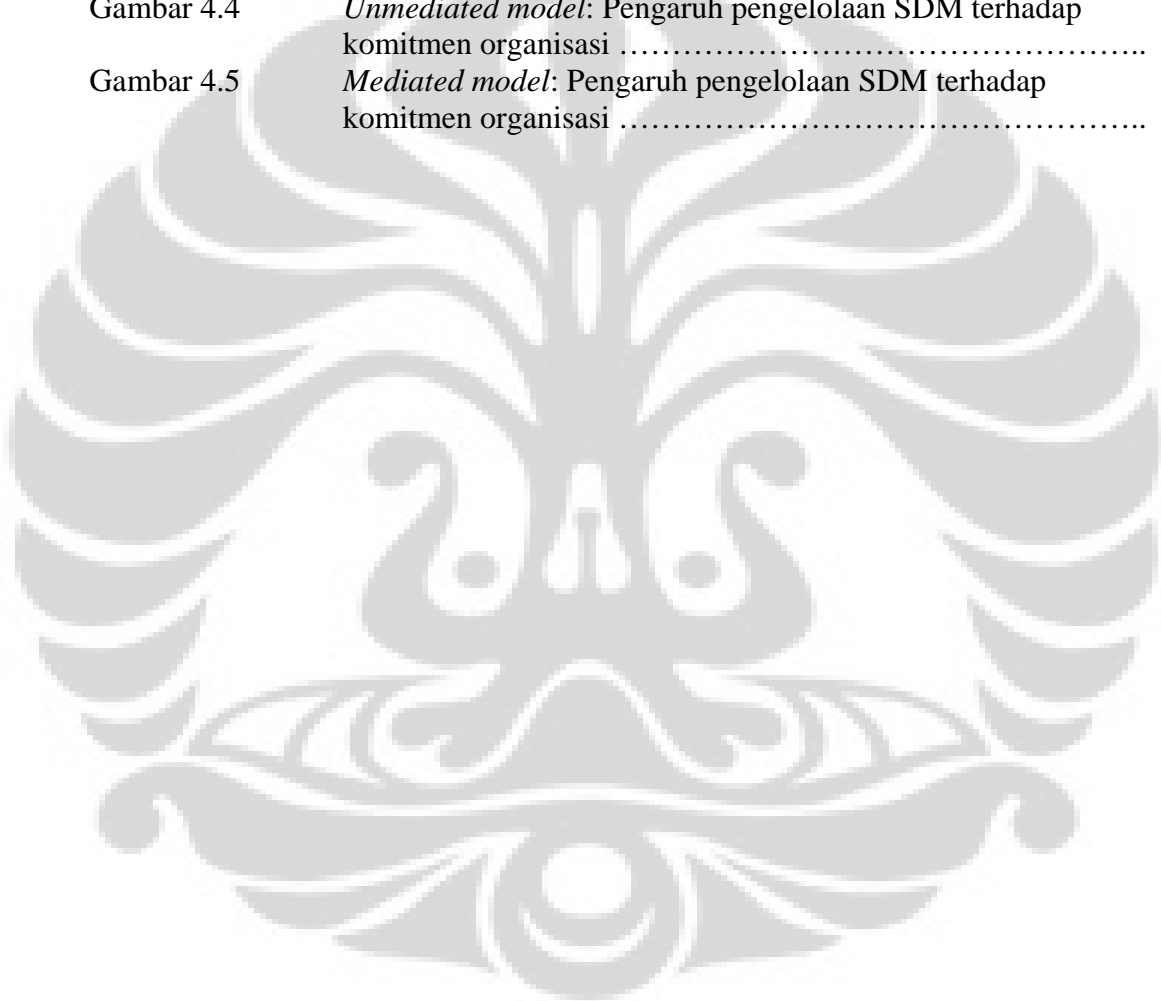 Gambar 4.4 Unmediated model: Pengaruh pengelolaan SDM terhadap
komitmen organisasi ……………………………………………..
Gambar 4.5 Mediated model: Pengaruh pengelolaan SDM terhadap
komitmen organisasi ……………………………………………..